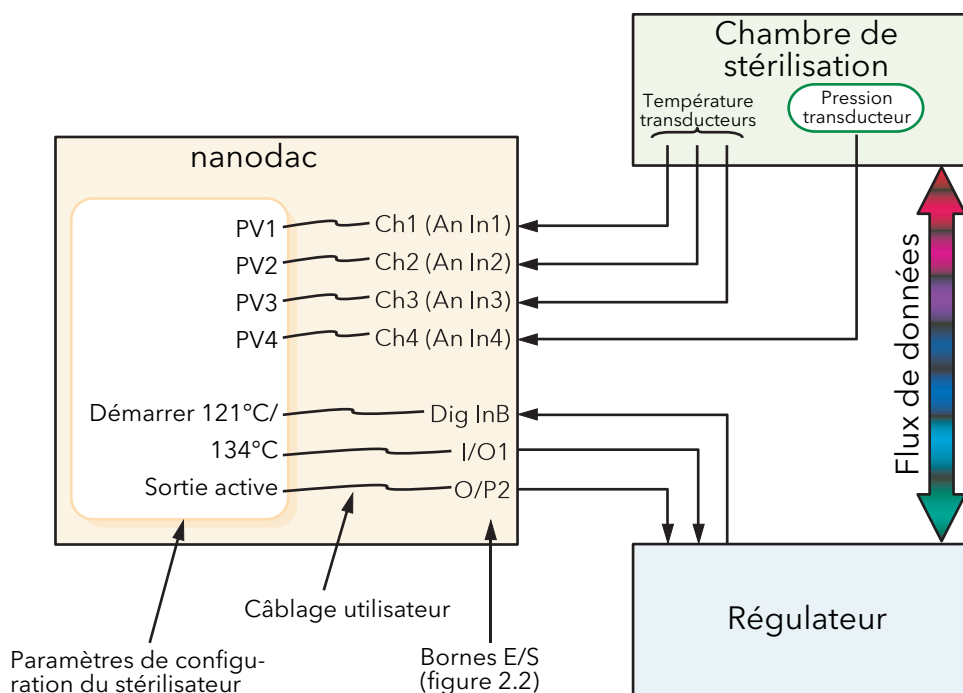 Chambre de
stérilisation
Température
transducteurs
Pression
transducteur
nanodac
PV1
Ch1 (An In1)
PV2
Ch2 (An In2)
PV3
Ch3 (An In3)
PV4
Ch4 (An In4)
Démarrer 121°C/
Dig InB
134°C
I/O1
Sortie active
O/P2
Flux de données
Régulateur
Câblage utilisateur
Paramètres de configu-
ration du stérilisateur
Bornes E/S
(figure 2.2)